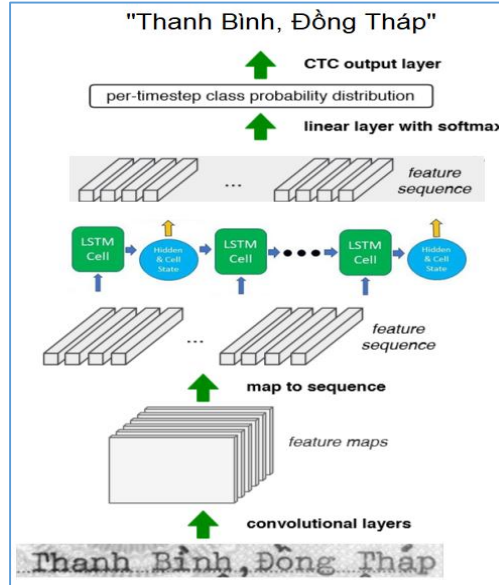 "Thanh Bình, Đồng Tháp"
CTC output layer
per-timestep class probability distribution
linear layer with softmax
feature
sequence
...
LSTM
Cell
Hidden
& Cell
State
LSTM
Cell
LSTM
Cell
Hidden
& Cell
State
feature
sequence
...
map to sequence
feature maps
convolutional layers
Thanh Bình, Đồng Tháp